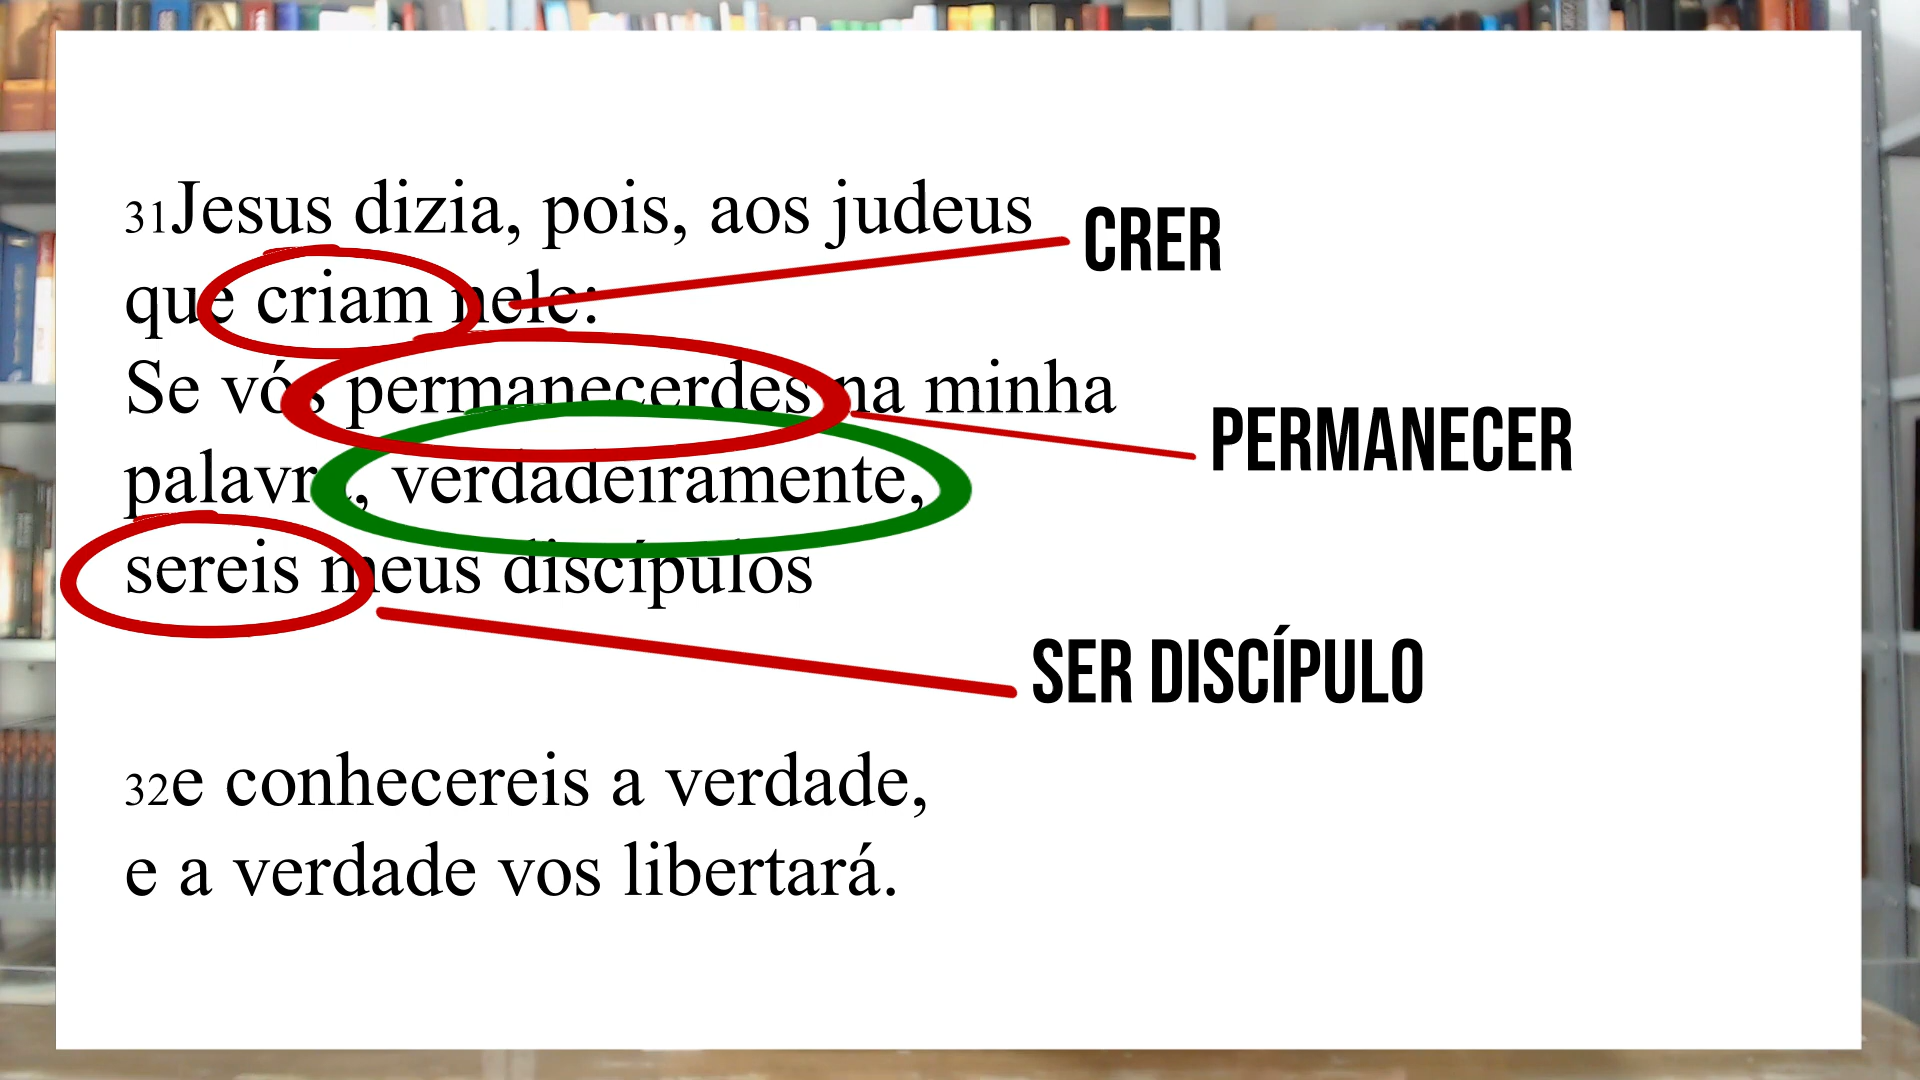 31Jesus dizia, pois, aos judeus
CRER
que criam nele:
Se vós permanecerdes na minha
PERMANECER
palavra, verdadeiramente,
sereis meus discípulos
SER DISCÍPULO
32e conhecereis a verdade,
e a verdade vos libertará.